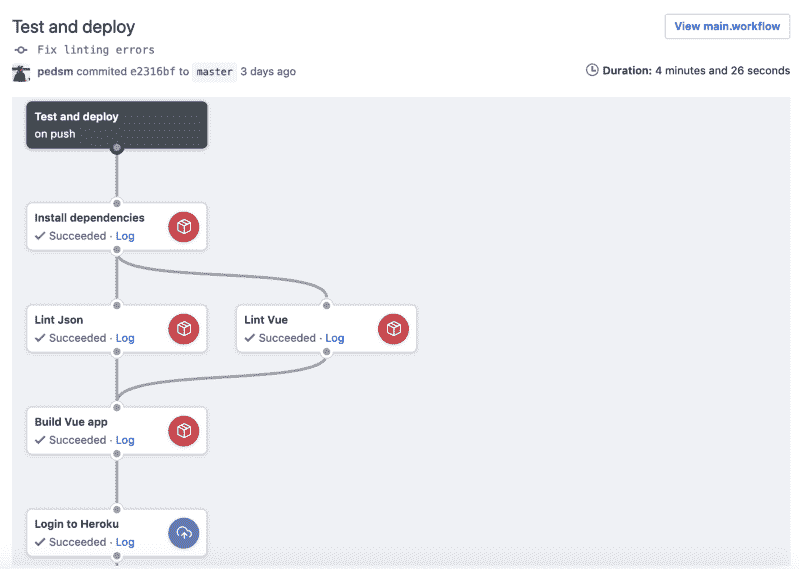 Test and deploy
View main.workflow
Fix linting errors
pedsm commited e2316bf to master 3 days ago
Duration: 4 minutes and 26 seconds
Test and deploy
on push
Install dependencies
Succeeded · Log
Lint Json
Succeeded · Log
Lint Vue
Succeeded · Log
Build Vue app
Succeeded · Log
Login to Heroku
Succeeded · Log